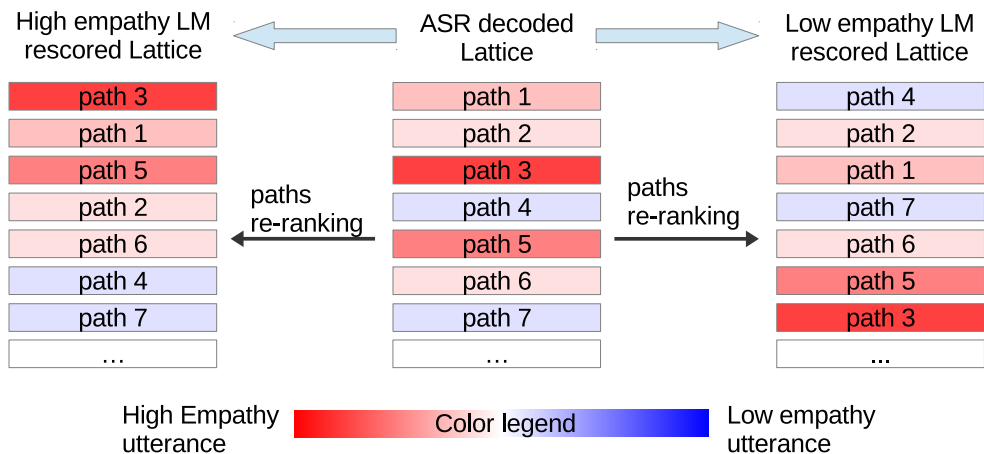 High empathy LM
rescored Lattice
ASR decoded
Lattice
Low empathy LM
rescored Lattice
path 3
path 1
path 5
path 2
path 6
path 4
path 7
...
paths
re-ranking
path 1
path 2
path 3
path 4
path 5
path 6
path 7
...
paths
re-ranking
path 4
path 2
path 1
path 7
path 6
path 5
path 3
...
High Empathy
utterance
Color legend
Low empathy
utterance